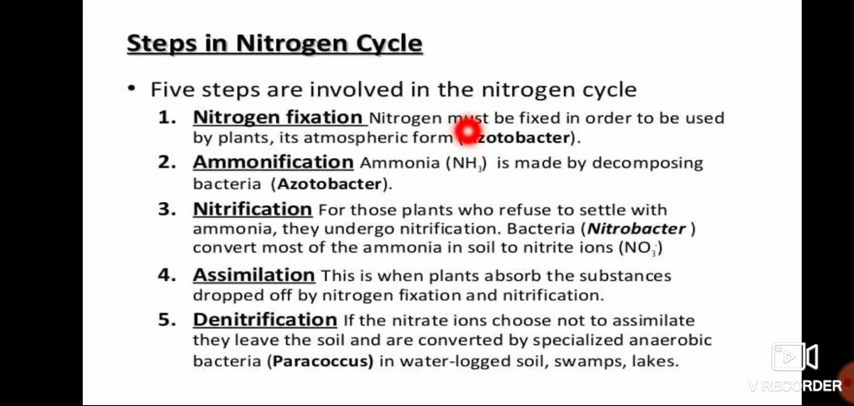 Steps in Nitrogen Cycle
• Five steps are involved in the nitrogen cycle
1. Nitrogen fixation Nitrogen must be fixed in order to be used
by plants, its atmospheric form (Azotobacter).
2. Ammonification Ammonia (NH3) is made by decomposing
bacteria (Azotobacter).
3. Nitrification For those plants who refuse to settle with
ammonia, they undergo nitrification. Bacteria (Nitrobacter )
convert most of the ammonia in soil to nitrite ions (NO3-)
4. Assimilation This is when plants absorb the substances
dropped off by nitrogen fixation and nitrification.
5. Denitrification If the nitrate ions choose not to assimilate
they leave the soil and are converted by specialized anaerobic
bacteria (Paracoccus) in water-logged soil, swamps, lakes.
V RECORDER